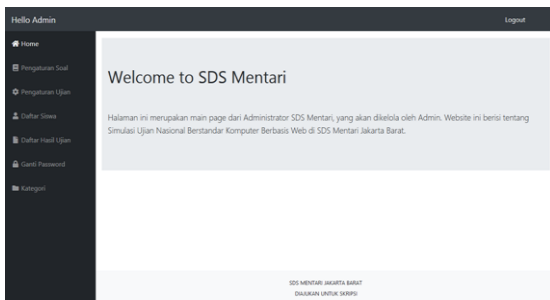 Hello Admin
Logout
Home
Pengaturan Soal
Pengaturan Ujian
Daftar Siswa
Daftar Hasil Ujian
Ganti Password
Kategori
Welcome to SDS Mentari
Halaman ini merupakan main page dari Administrator SDS Mentari, yang akan dikelola oleh Admin. Website ini berisi tentang
Simulasi Ujian Nasional Berstandar Komputer Berbasis Web di SDS Mentari Jakarta Barat.
SDS MENTARI JAKARTA BARAT
DIAJUKAN UNTUK SKRIPSI